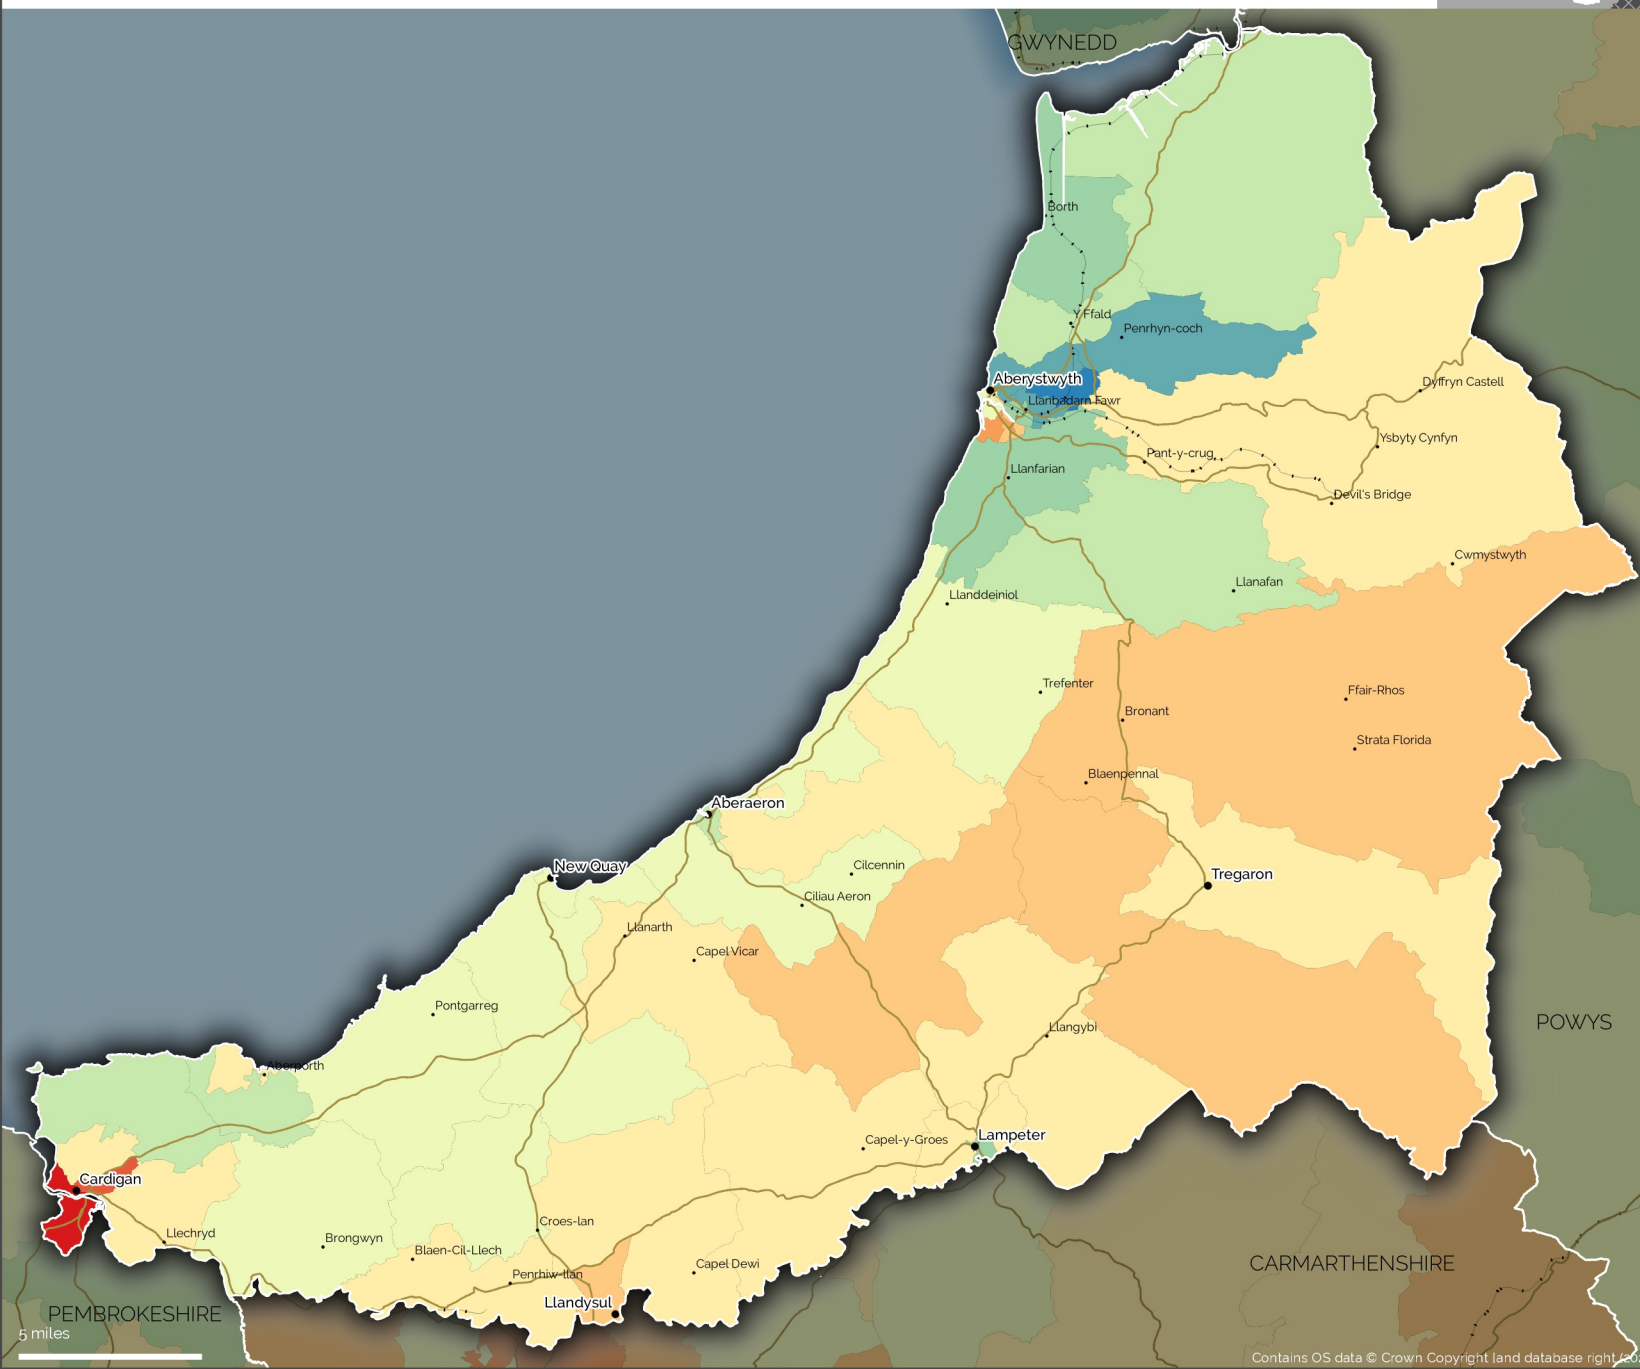 GWYNEDD
Borth
Y Ffald
Penrhyn-coch
Aberystwyth
Dyffryn Castell
Llanbadarn Fawr
Ysbyty Cynfyn
Pant-y-crug
Llanfarian
Devil's Bridge
Cwmystwyth
Llanafan
Llanddeiniol
Trefenter
Ffair-Rhos
Bronant
Strata Florida
Blaenpennal
Aberaeron
New Quay
Cilcennin
Tregaron
Ciliau Aeron
Llanarth
Capel Vicar
Pontgarreg
POWYS
Llangybi
Aberporth
Lampeter
Capel-y-Groes
Cardigan
Croes-lan
Llechryd
Brongwyn
Blaen-Cil-Llech
Capel Dewi
CARMARTHENSHIRE
Penrhiw-llan
Llandysul
PEMBROKESHIRE
5 miles
Contains OS data © Crown Copyright land database right